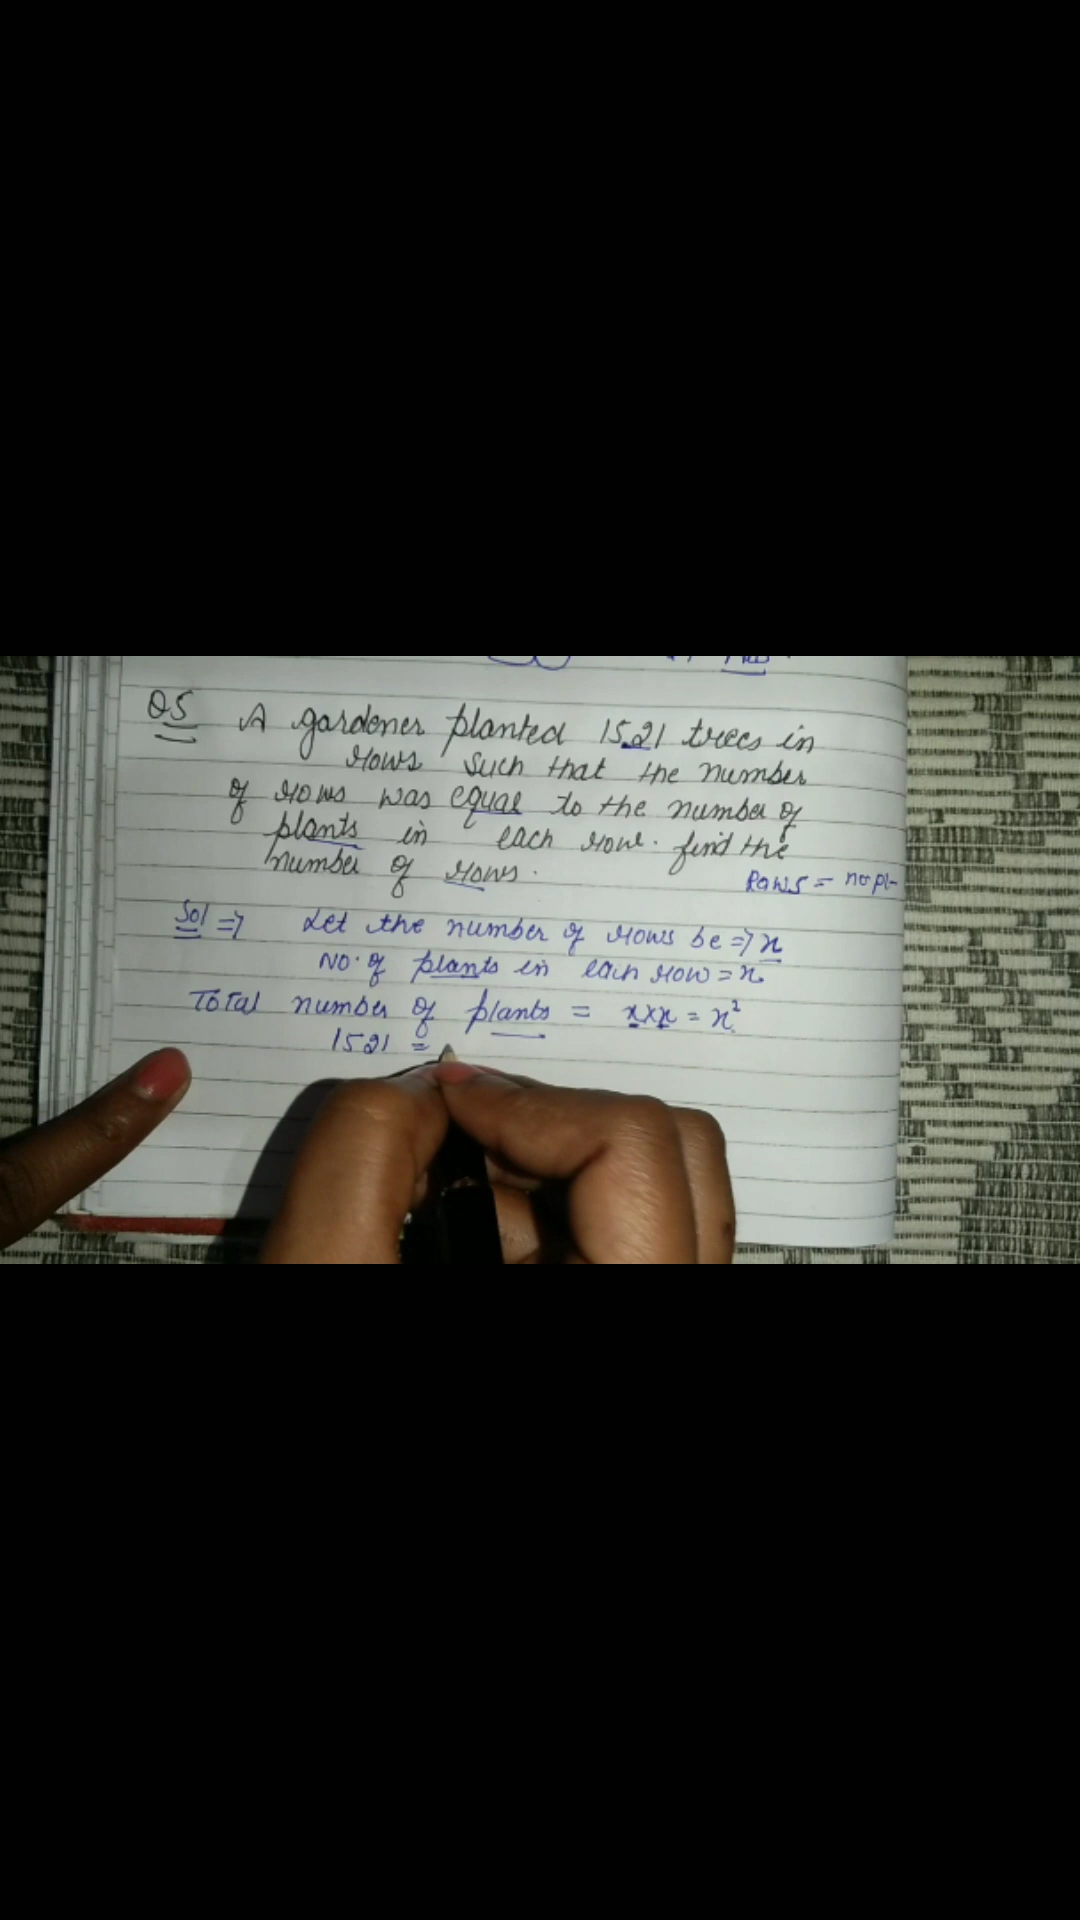 Q5 A gardener planted 1521 trees in
rows such that the number
of rows was equal to the number of
plants in each row. find the
number of rows.
Rows = no pl-
Sol ⇒ Let the number of rows be ⇒ x
No. of plants in each row = x
Total number of plants = x×x = x²
1521 =